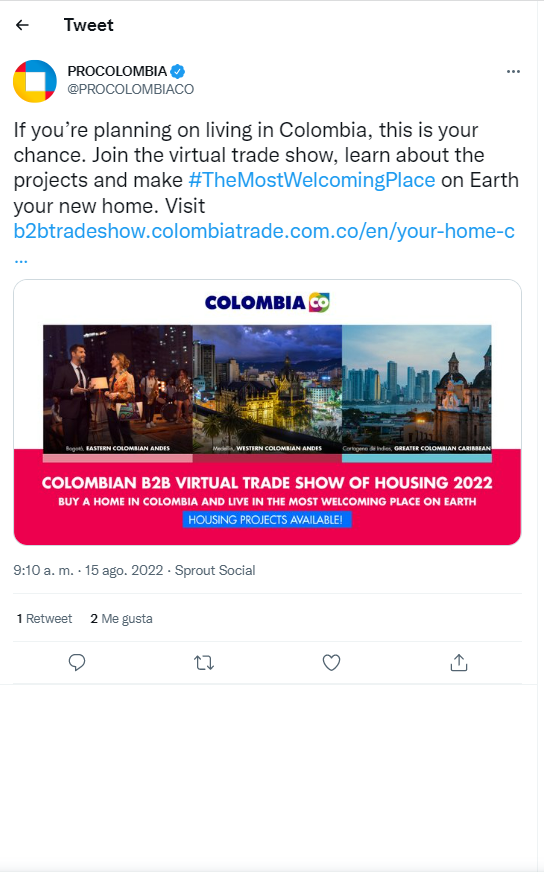 Tweet
PROCOLOMBIA
@PROCOLOMBIACO
If you’re planning on living in Colombia, this is your
chance. Join the virtual trade show, learn about the
projects and make #TheMostWelcomingPlace on Earth
your new home. Visit
b2btradeshow.colombiatrade.com.co/en/your-home-c
...
COLOMBIA CO
Bogotá, EASTERN COLOMBIAN ANDES
Medellín, WESTERN COLOMBIAN ANDES
Cartagena de Indias, GREATER COLOMBIAN CARIBBEAN
COLOMBIAN B2B VIRTUAL TRADE SHOW OF HOUSING 2022
BUY A HOME IN COLOMBIA AND LIVE IN THE MOST WELCOMING PLACE ON EARTH
HOUSING PROJECTS AVAILABLE!
9:10 a. m. · 15 ago. 2022 · Sprout Social
1 Retweet 2 Me gusta